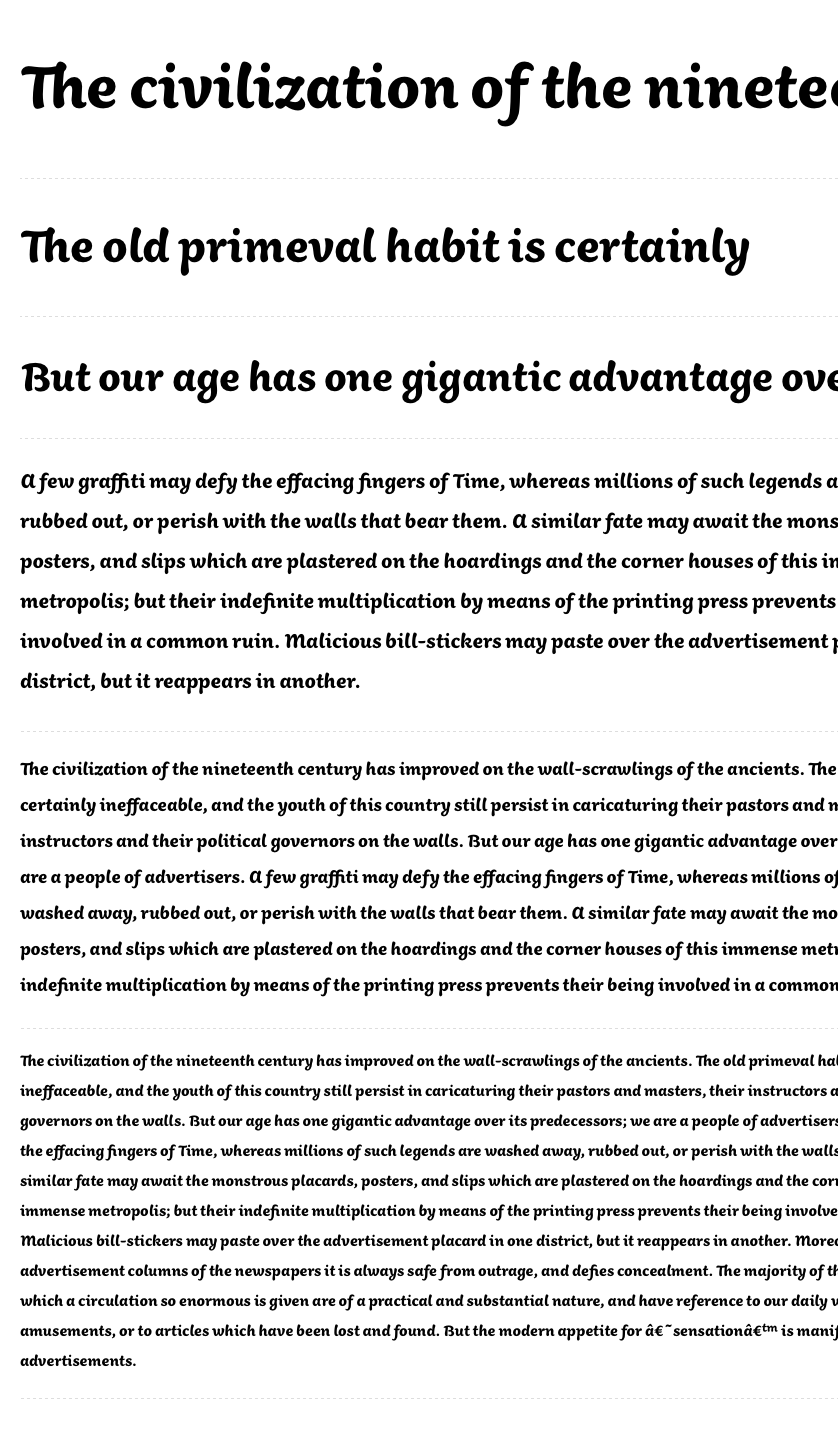 The civilization of the ninetee
The old primeval habit is certainly
But our age has one gigantic advantage ove
A few graffiti may defy the effacing fingers of Time, whereas millions of such legends a
rubbed out, or perish with the walls that bear them. A similar fate may await the mons
posters, and slips which are plastered on the hoardings and the corner houses of this im
metropolis; but their indefinite multiplication by means of the printing press prevents
involved in a common ruin. Malicious bill-stickers may paste over the advertisement p
district, but it reappears in another.
The civilization of the nineteenth century has improved on the wall-scrawlings of the ancients. The
certainly ineffaceable, and the youth of this country still persist in caricaturing their pastors and m
instructors and their political governors on the walls. But our age has one gigantic advantage over
are a people of advertisers. A few graffiti may defy the effacing fingers of Time, whereas millions of
washed away, rubbed out, or perish with the walls that bear them. A similar fate may await the mo
posters, and slips which are plastered on the hoardings and the corner houses of this immense metr
indefinite multiplication by means of the printing press prevents their being involved in a common
The civilization of the nineteenth century has improved on the wall-scrawlings of the ancients. The old primeval hab
ineffaceable, and the youth of this country still persist in caricaturing their pastors and masters, their instructors a
governors on the walls. But our age has one gigantic advantage over its predecessors; we are a people of advertisers
the effacing fingers of Time, whereas millions of such legends are washed away, rubbed out, or perish with the walls
similar fate may await the monstrous placards, posters, and slips which are plastered on the hoardings and the corn
immense metropolis; but their indefinite multiplication by means of the printing press prevents their being involve
Malicious bill-stickers may paste over the advertisement placard in one district, but it reappears in another. Moreo
advertisement columns of the newspapers it is always safe from outrage, and defies concealment. The majority of th
which a circulation so enormous is given are of a practical and substantial nature, and have reference to our daily w
amusements, or to articles which have been lost and found. But the modern appetite for â€˜sensationâ€™ is manif
advertisements.